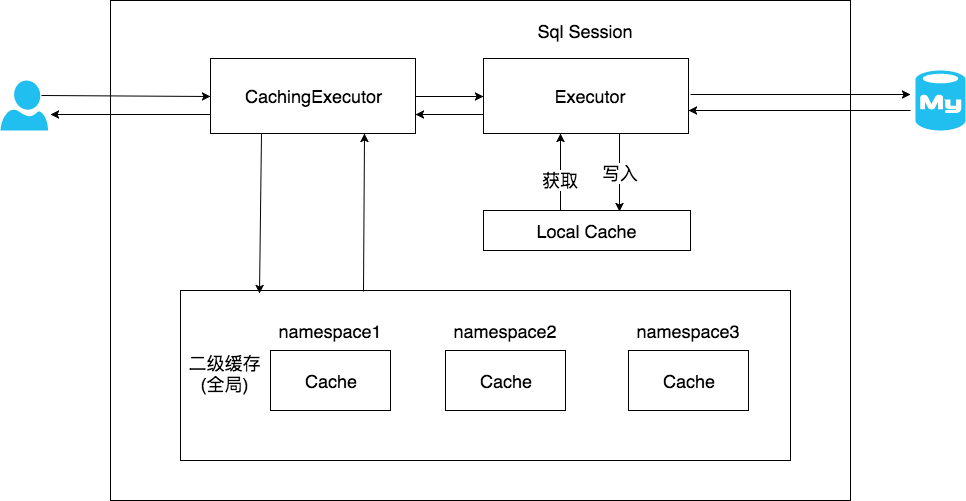 Sql Session
CachingExecutor
Executor
My
获取
写入
Local Cache
namespace1
namespace2
namespace3
二级缓存
(全局)
Cache
Cache
Cache